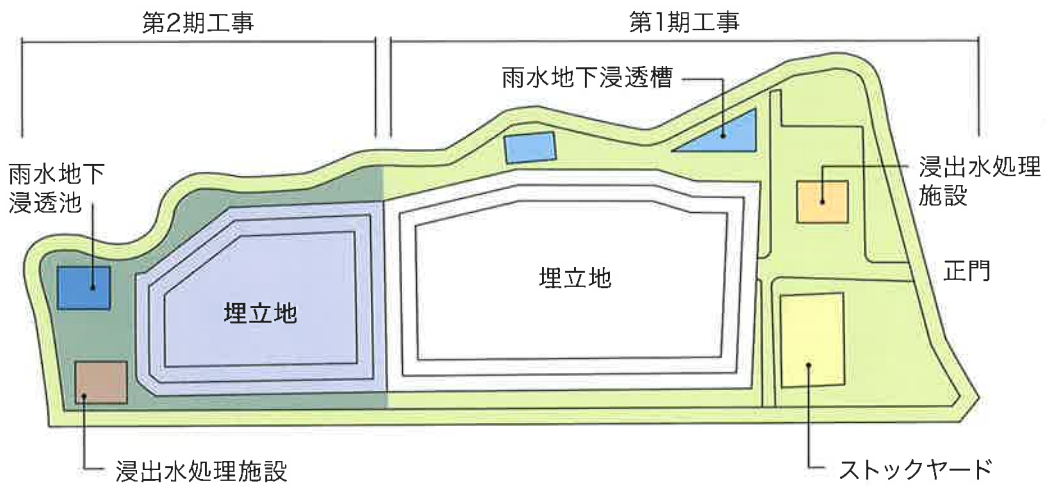 第2期工事
第1期工事
雨水地下浸透槽
雨水地下
浸透池
浸出水処理
施設
正門
埋立地
埋立地
浸出水処理施設
ストックヤード